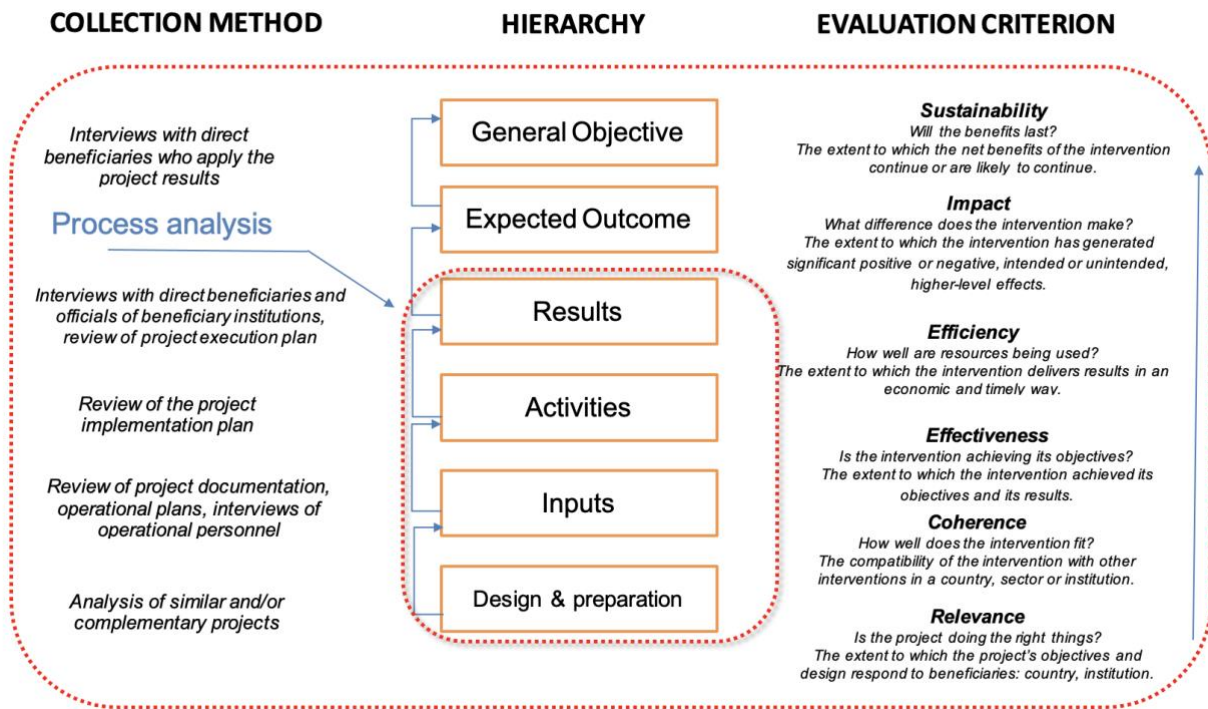 COLLECTION METHOD
HIERARCHY
EVALUATION CRITERION
Interviews with direct
beneficiaries who apply the
project results
Process analysis
Interviews with direct beneficiaries and
officials of beneficiary institutions,
review of project execution plan
Review of the project
implementation plan
Review of project documentation,
operational plans, interviews of
operational personnel
Analysis of similar and/or
complementary projects
General Objective
Expected Outcome
Results
Activities
Inputs
Design & preparation
Sustainability
Will the benefits last?
The extent to which the net benefits of the intervention
continue or are likely to continue.
Impact
What difference does the intervention make?
The extent to which the intervention has generated
significant positive or negative, intended or unintended,
higher-level effects.
Efficiency
How well are resources being used?
The extent to which the intervention delivers results in an
economic and timely way.
Effectiveness
Is the intervention achieving its objectives?
The extent to which the intervention achieved its
objectives and its results.
Coherence
How well does the intervention fit?
The compatibility of the intervention with other
interventions in a country, sector or institution.
Relevance
Is the project doing the right things?
The extent to which the project's objectives and
design respond to beneficiaries: country, institution.